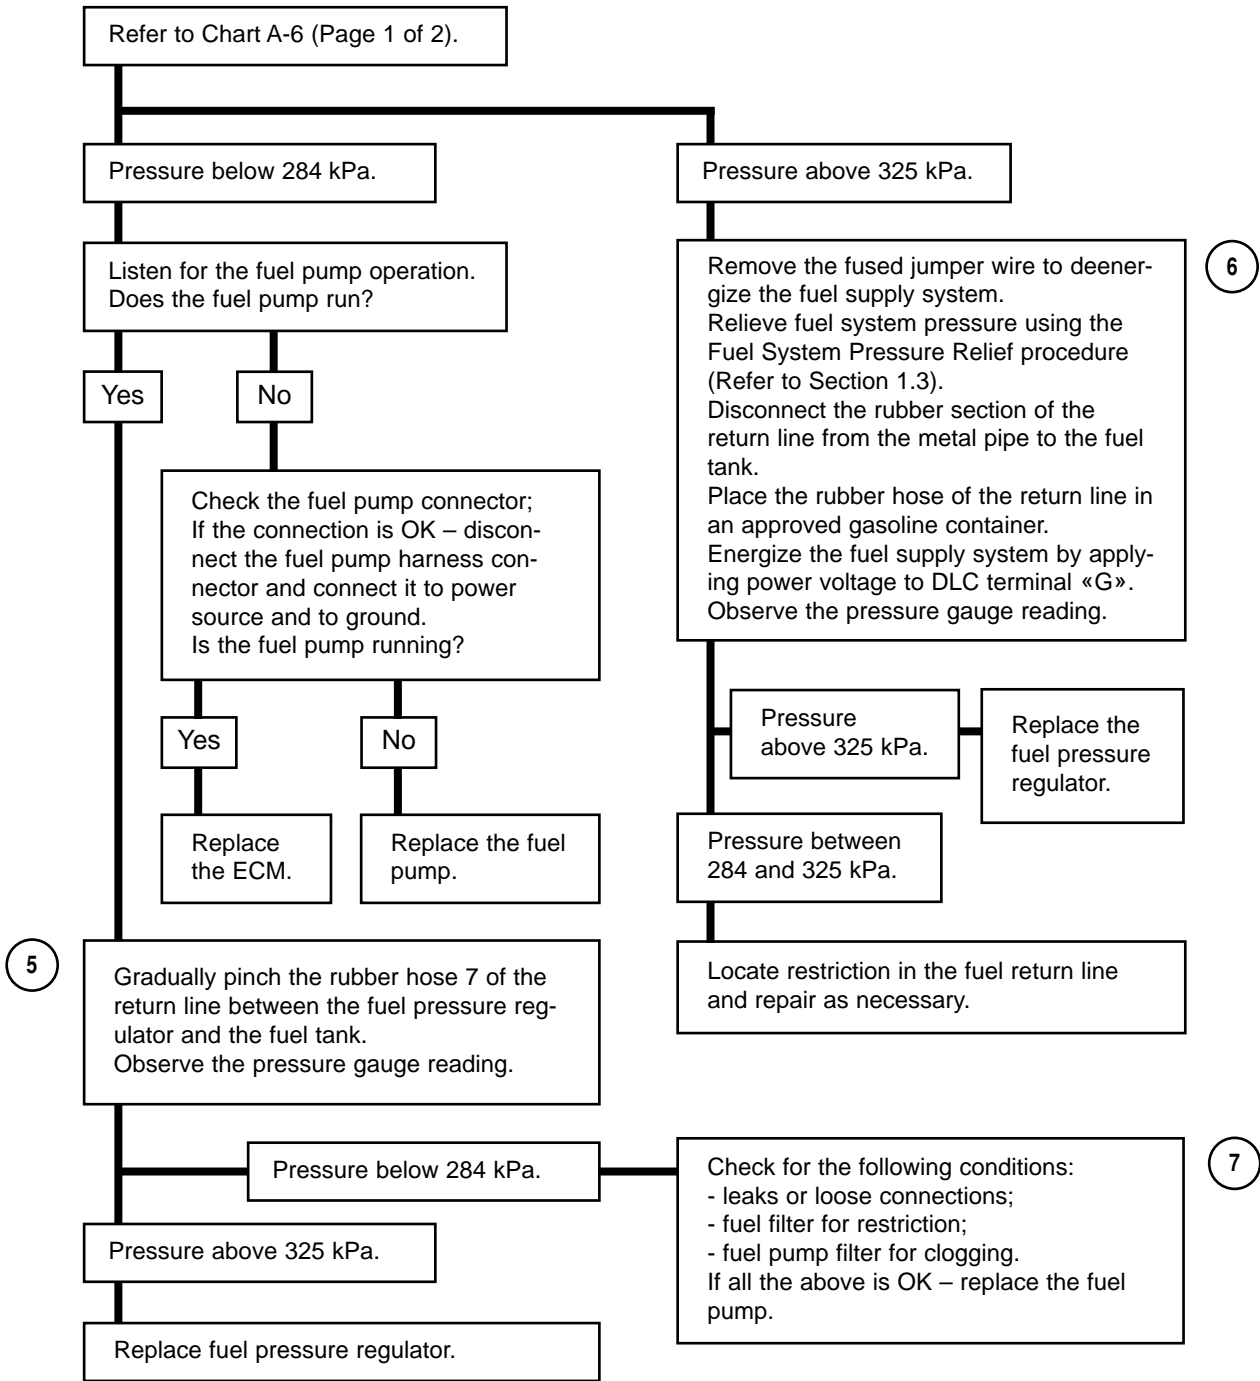 Refer to Chart A-6 (Page 1 of 2).
Pressure below 284 kPa.
Listen for the fuel pump operation.
Does the fuel pump run?
Yes
No
Check the fuel pump connector;
If the connection is OK – discon-
nect the fuel pump harness con-
nector and connect it to power
source and to ground.
Is the fuel pump running?
Yes
No
Replace
the ECM.
Replace the fuel
pump.
5
Gradually pinch the rubber hose 7 of the
return line between the fuel pressure reg-
ulator and the fuel tank.
Observe the pressure gauge reading.
Pressure below 284 kPa.
7
Check for the following conditions:
- leaks or loose connections;
- fuel filter for restriction;
- fuel pump filter for clogging.
If all the above is OK – replace the fuel
pump.
Pressure above 325 kPa.
Replace fuel pressure regulator.
Pressure above 325 kPa.
6
Remove the fused jumper wire to deener-
gize the fuel supply system.
Relieve fuel system pressure using the
Fuel System Pressure Relief procedure
(Refer to Section 1.3).
Disconnect the rubber section of the
return line from the metal pipe to the fuel
tank.
Place the rubber hose of the return line in
an approved gasoline container.
Energize the fuel supply system by apply-
ing power voltage to DLC terminal «G».
Observe the pressure gauge reading.
Pressure
above 325 kPa.
Replace the
fuel pressure
regulator.
Pressure between
284 and 325 kPa.
Locate restriction in the fuel return line
and repair as necessary.